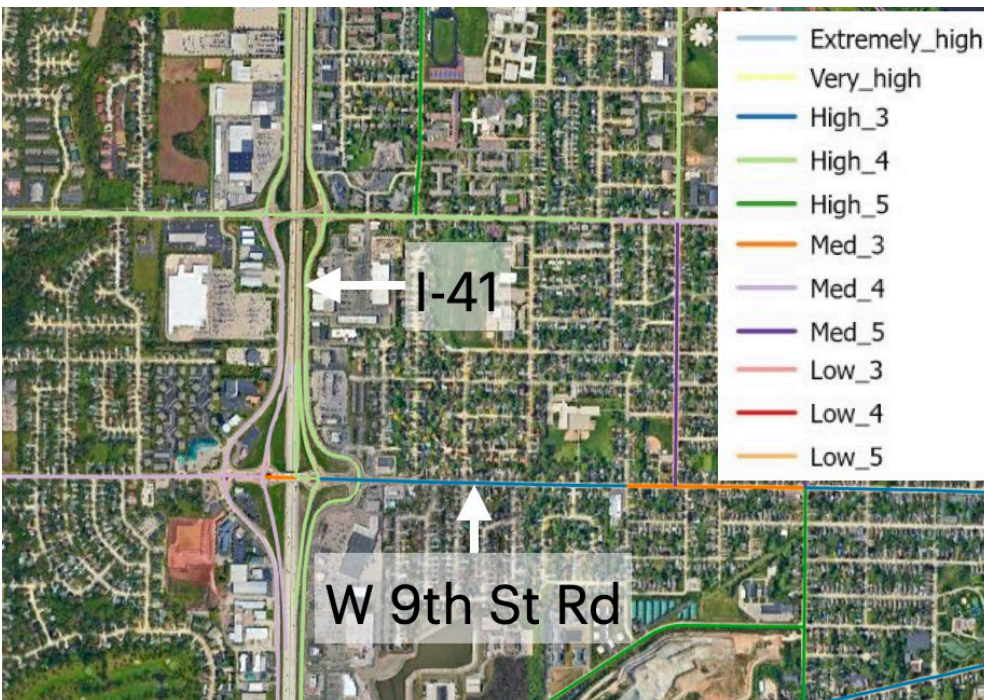 Extremely_high
Very_high
High_3
High_4
High_5
Med_3
Med_4
Med_5
Low_3
Low_4
Low_5
I-41
W 9th St Rd